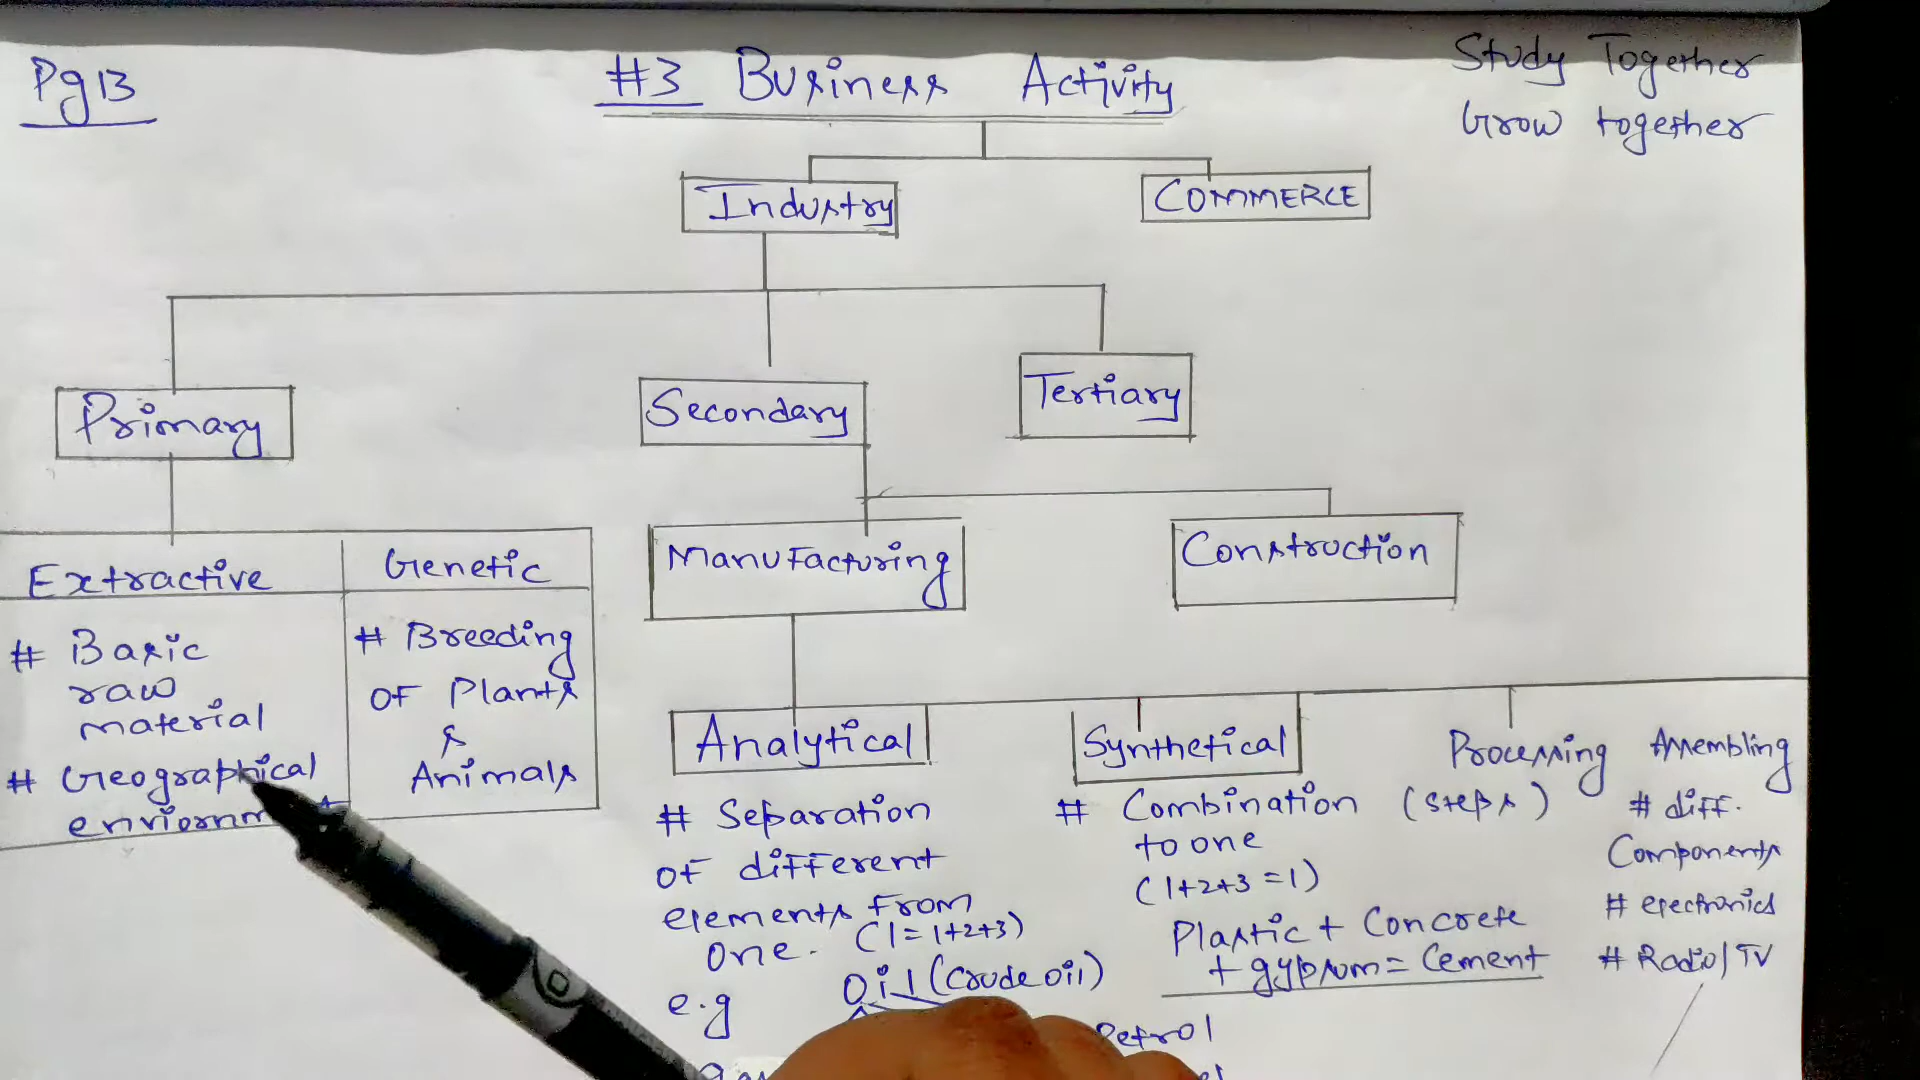 Pg 13
#3 Business Activity
Study Together
Grow together
Industry
COMMERCE
Primary
Secondary
Tertiary
Extractive
# Basic
raw
material
# Geographical
Genetic
# Breeding
OF Plants
&
Animals
Manufacturing
Construction
Analytical
# Separation
OF different
elements from
one. (1=1+2+3)
e.g
Oil (Crude oil)
Petrol
Synthetical
# Combination
to one
(1+2+3=1)
Plastic + Concrete
+ gypsum = Cement
Processing
(steps)
Assembling
# diff.
Components
# electronics
# Radio/TV